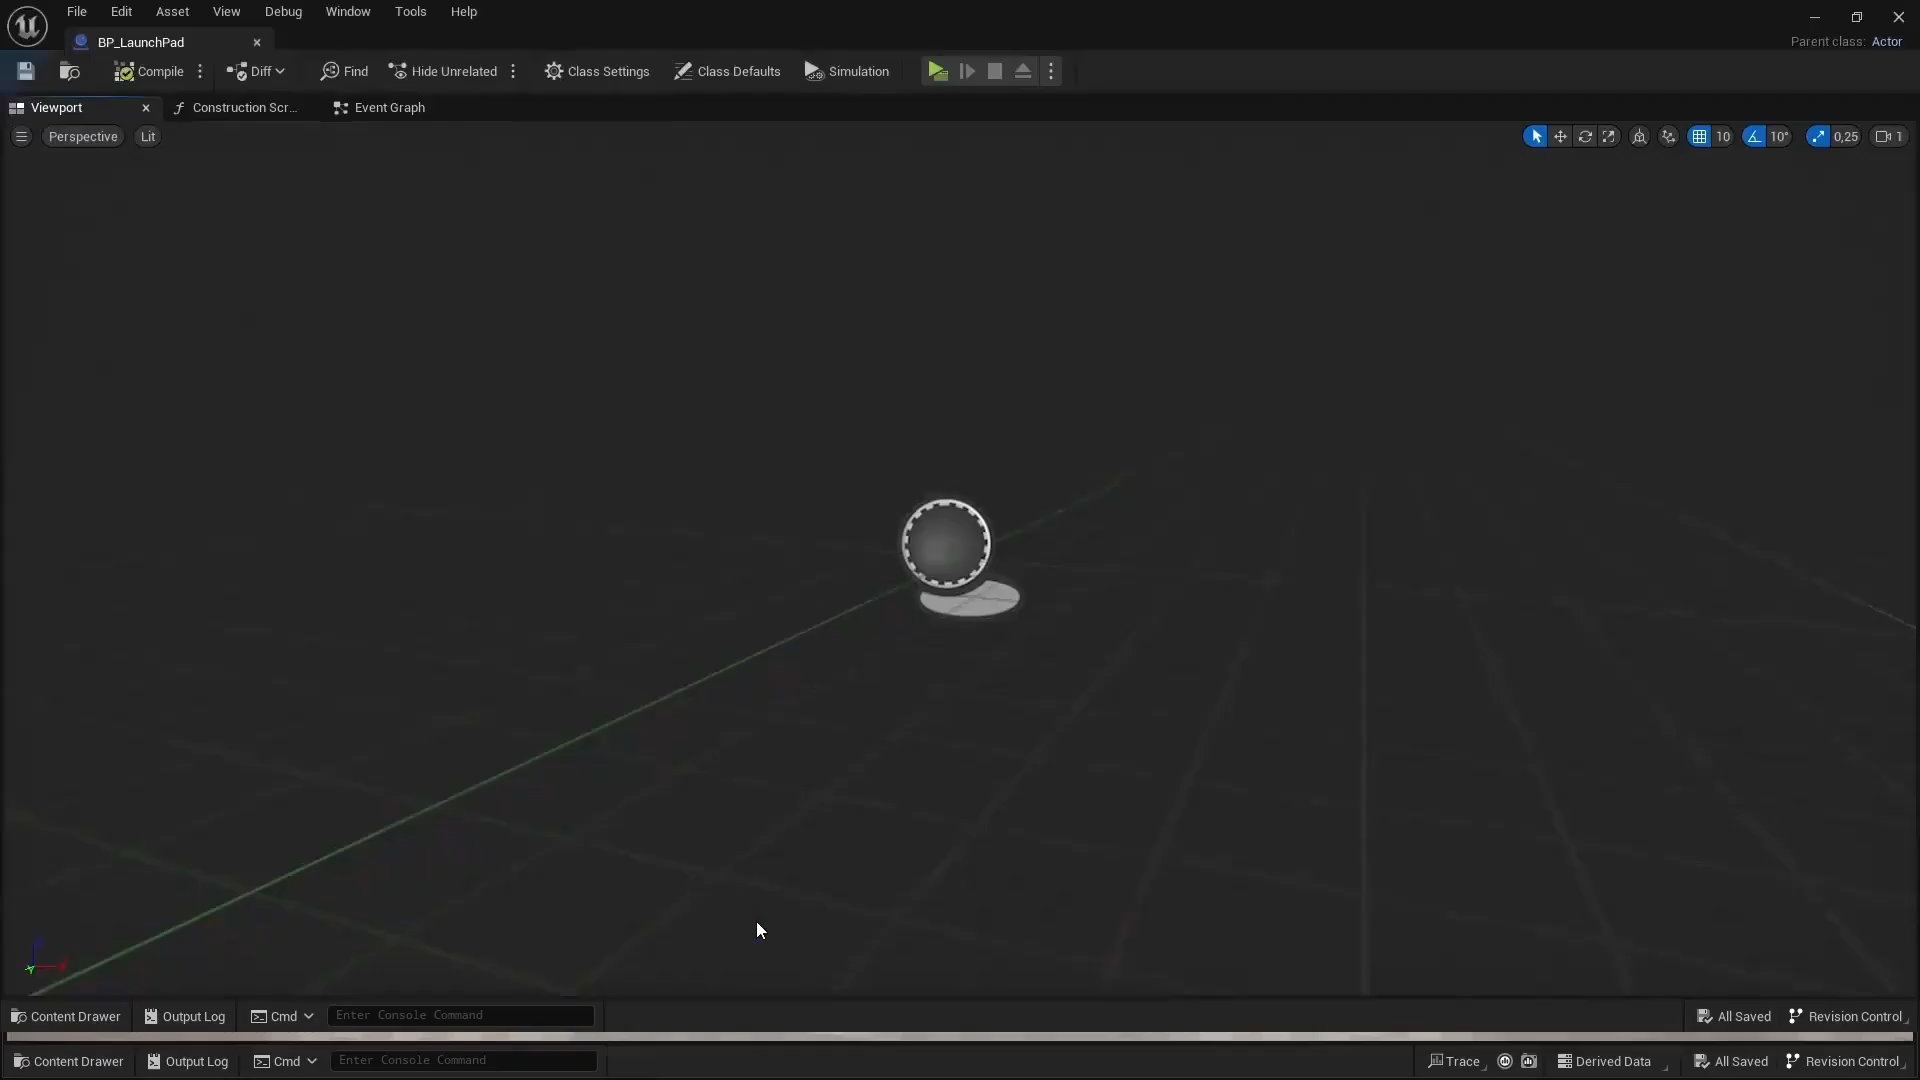 File Edit Asset View Debug Window Tools Help
BP_LaunchPad
Parent class: Actor
Compile Diff Find Hide Unrelated Class Settings Class Defaults Simulation
Viewport Construction Scr... Event Graph
Perspective Lit 10 10° 0,25 1
Content Drawer Output Log Cmd Enter Console Command All Saved Revision Control
Content Drawer Output Log Cmd Enter Console Command Trace Derived Data All Saved Revision Control